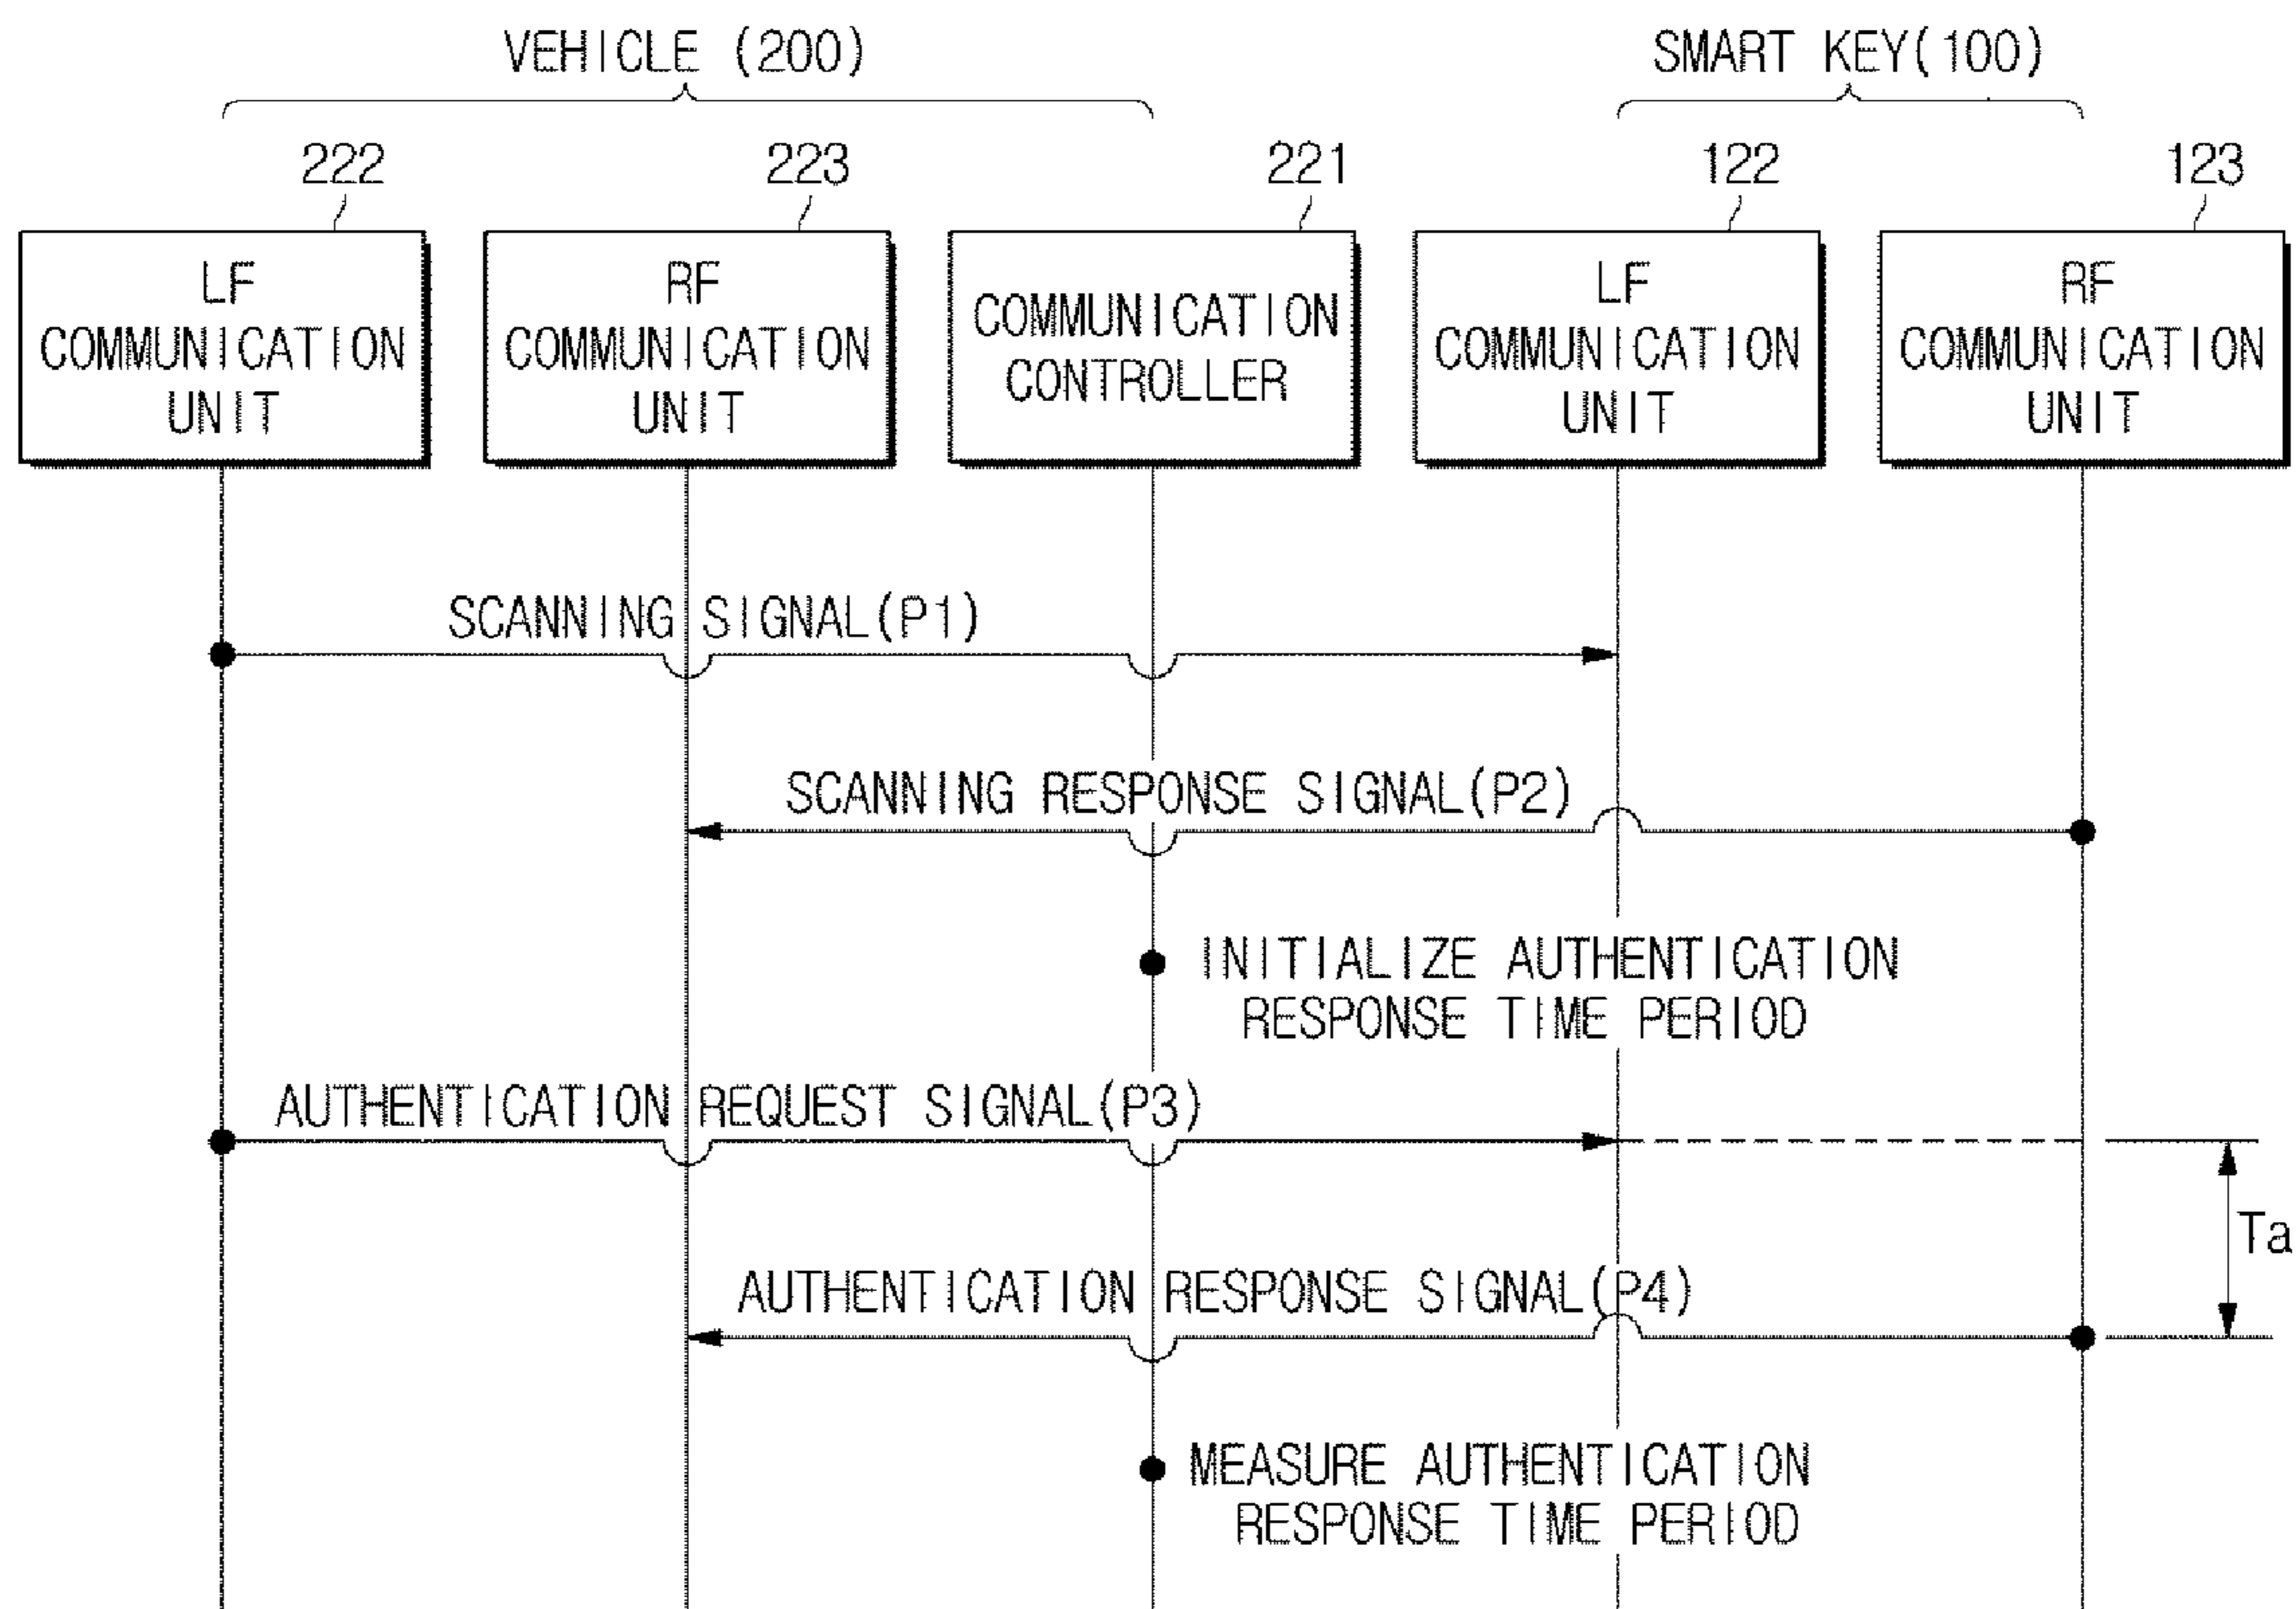 VEHICLE (200)
SMART KEY(100)
222
223
221
122
123
LF
COMMUNICATION
UNIT
RF
COMMUNICATION
UNIT
COMMUNICATION
CONTROLLER
LF
COMMUNICATION
UNIT
RF
COMMUNICATION
UNIT
SCANNING SIGNAL(P1)
SCANNING RESPONSE SIGNAL(P2)
INITIALIZE AUTHENTICATION
RESPONSE TIME PERIOD
AUTHENTICATION REQUEST SIGNAL(P3)
Ta
AUTHENTICATION RESPONSE SIGNAL(P4)
MEASURE AUTHENTICATION
RESPONSE TIME PERIOD